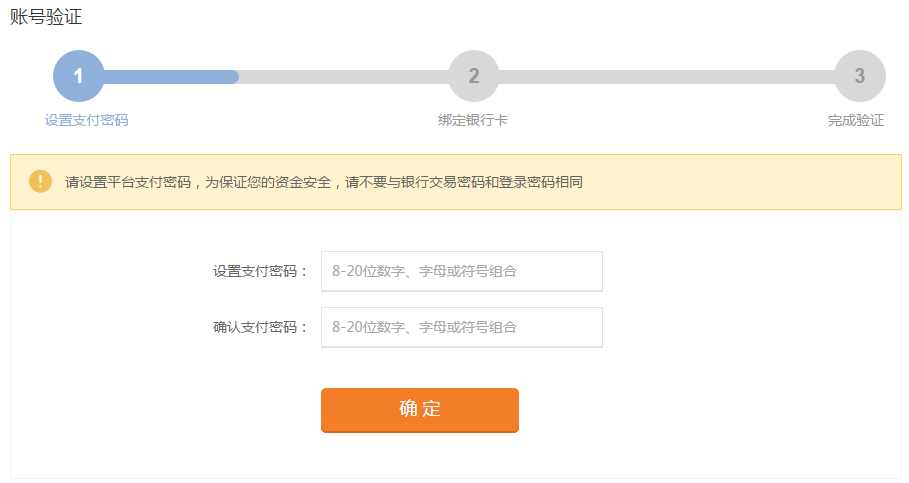 账号验证
1
2
3
设置支付密码
绑定银行卡
完成验证
请设置平台支付密码，为保证您的资金安全，请不要与银行交易密码和登录密码相同
设置支付密码： 8-20位数字、字母或符号组合
确认支付密码： 8-20位数字、字母或符号组合
确 定